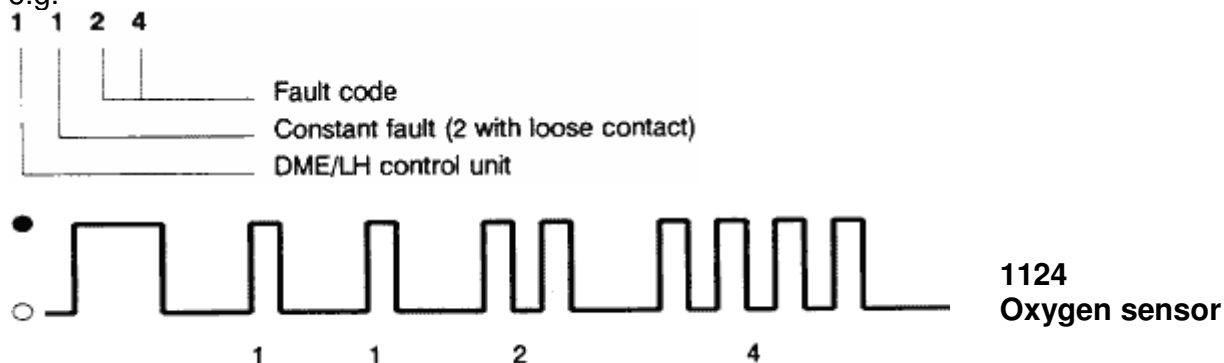 e.g.
1 1 2 4
Fault code
Constant fault (2 with loose contact)
DME/LH control unit
1124
Oxygen sensor
1 1 2 4